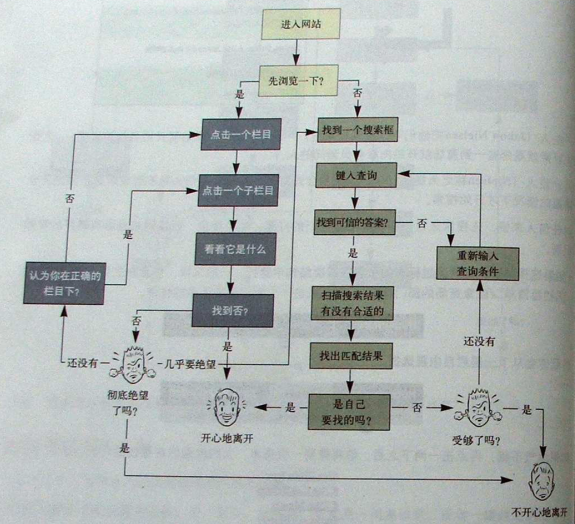 进入网站
先浏览一下?
是
否
点击一个栏目
找到一个搜索框
点击一个子栏目
键入查询
否
是
看看它是什么
找到可信的答案?
否
是
重新输入
查询条件
认为你在正确的
栏目下?
找到否?
扫描搜索结果
有没有合适的
否
是
还没有
还没有
几乎要绝望
找出匹配结果
彻底绝望
了吗?
开心地离开
是
是自己
要找的吗?
否
受够了吗?
是
是
不开心地离开